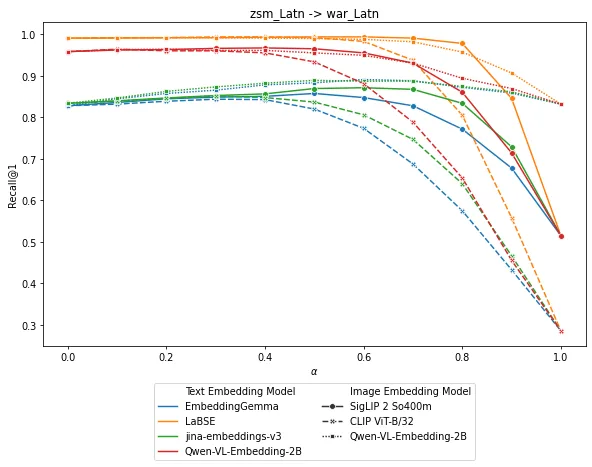 zsm_Latn -> war_Latn
Recall@1
1.0
0.9
0.8
0.7
0.6
0.5
0.4
0.3
0.0 0.2 0.4 0.6 0.8 1.0
α
Text Embedding Model Image Embedding Model
EmbeddingGemma SigLIP 2 So400m
LaBSE CLIP ViT-B/32
jina-embeddings-v3 Qwen-VL-Embedding-2B
Qwen-VL-Embedding-2B